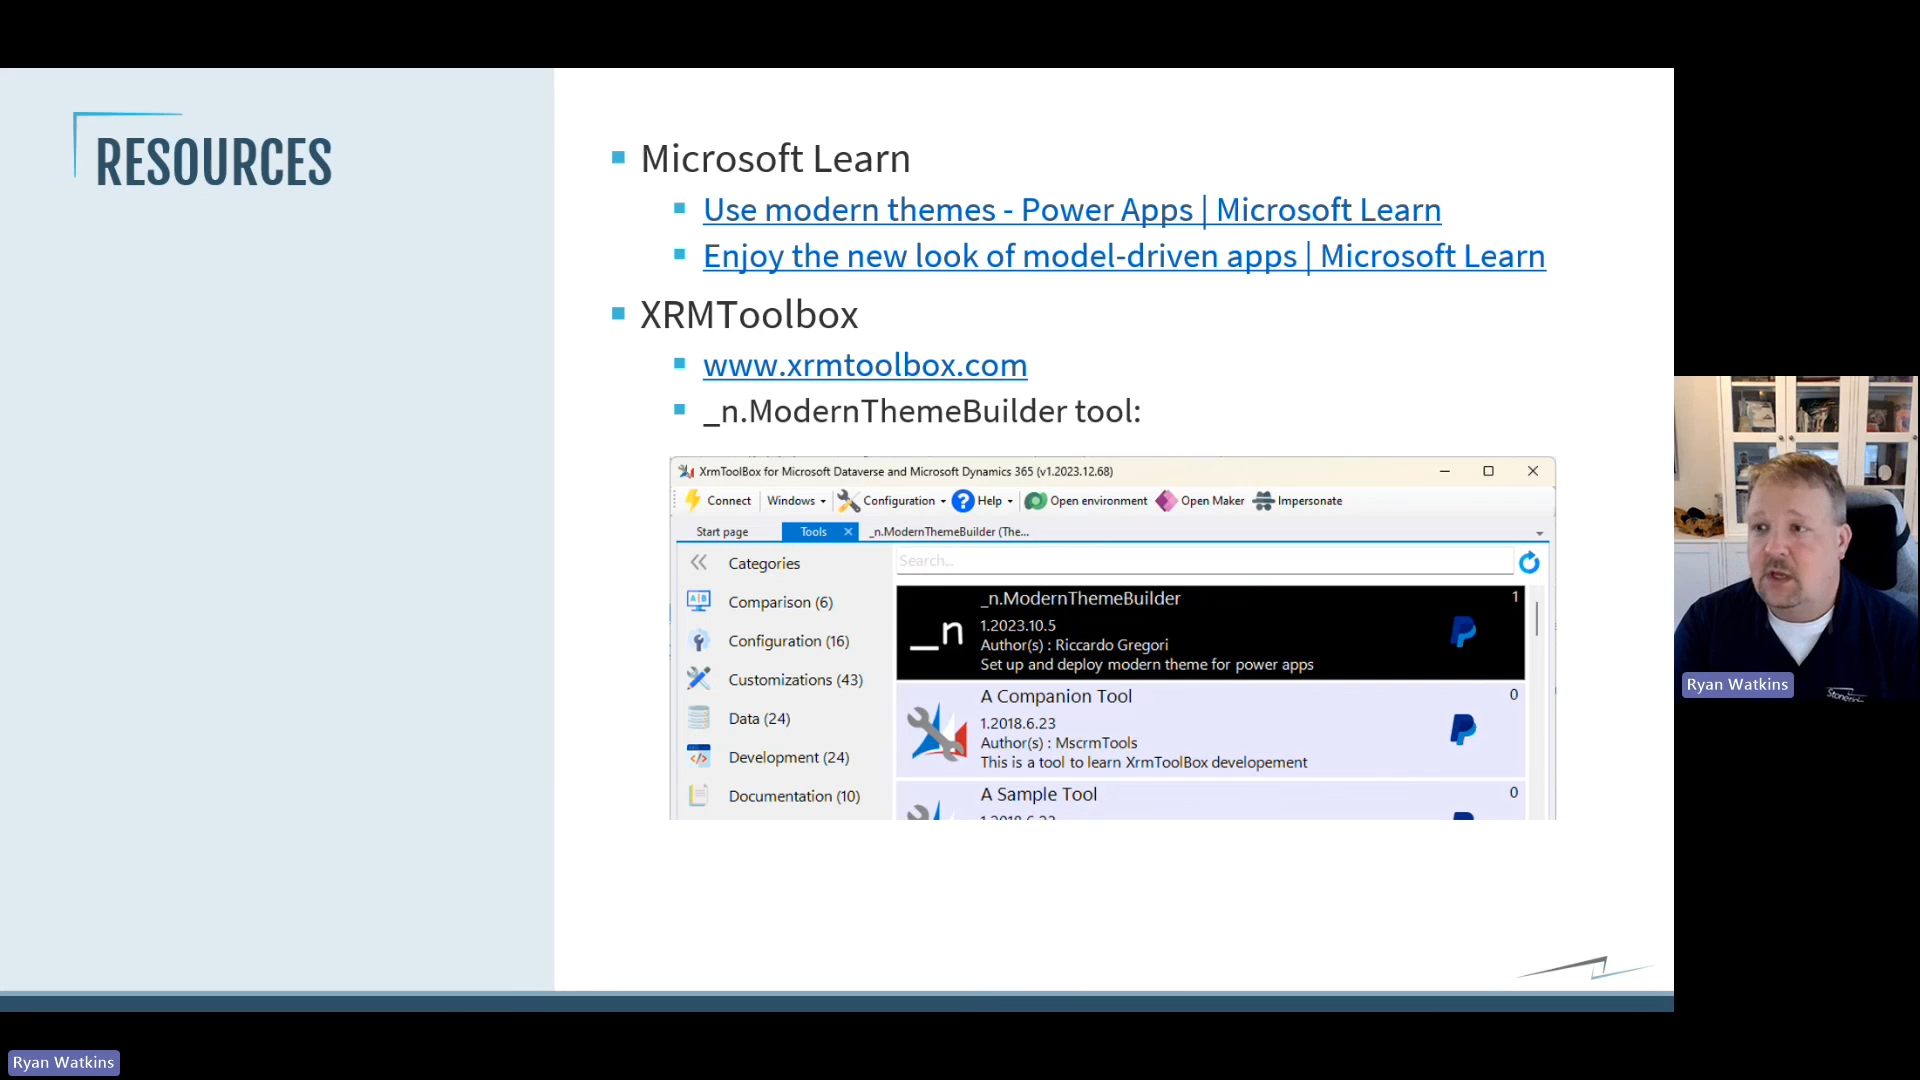 RESOURCES
Microsoft Learn
Use modern themes - Power Apps | Microsoft Learn
Enjoy the new look of model-driven apps | Microsoft Learn
XRMToolbox
www.xrmtoolbox.com
_n.ModernThemeBuilder tool:
XrmToolBox for Microsoft Dataverse and Microsoft Dynamics 365 (v1.2023.12.68)
Connect Windows Configuration Help Open environment Open Maker Impersonate
Start page Tools _n.ModernThemeBuilder (The...
Categories
Comparison (6)
Configuration (16)
Customizations (43)
Data (24)
Development (24)
Documentation (10)
Search...
_n
_n.ModernThemeBuilder 1
1.2023.10.5
Author(s) : Riccardo Gregori
Set up and deploy modern theme for power apps
A Companion Tool 0
1.2018.6.23
Author(s) : MscrmTools
This is a tool to learn XrmToolBox developement
A Sample Tool 0
1.2018.6.23
Ryan Watkins
Ryan Watkins